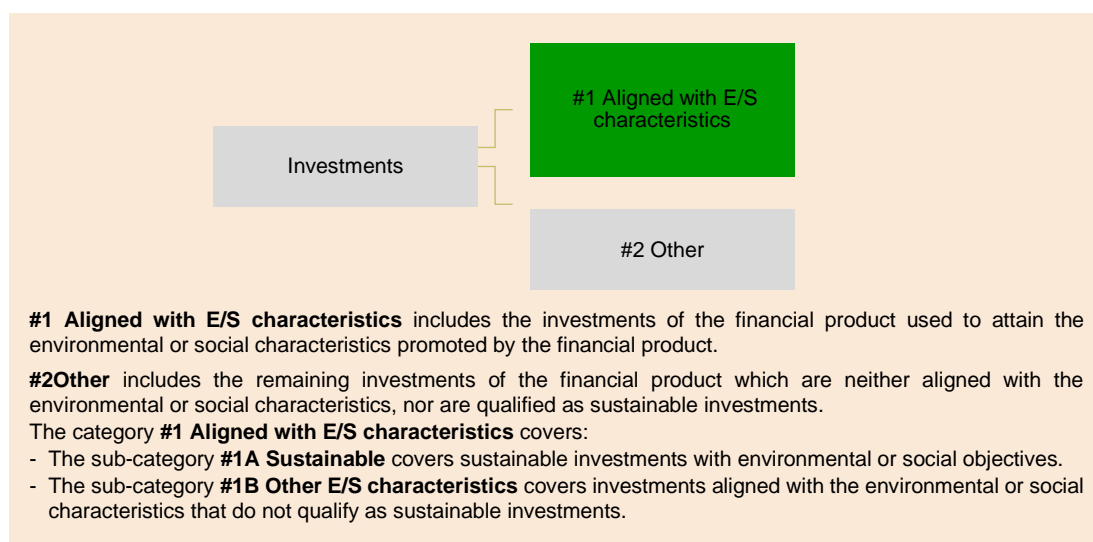 #1 Aligned with E/S
characteristics
Investments
#2 Other
#1 Aligned with E/S characteristics includes the investments of the financial product used to attain the
environmental or social characteristics promoted by the financial product.
#2Other includes the remaining investments of the financial product which are neither aligned with the
environmental or social characteristics, nor are qualified as sustainable investments.
The category #1 Aligned with E/S characteristics covers:
- The sub-category #1A Sustainable covers sustainable investments with environmental or social objectives.
- The sub-category #1B Other E/S characteristics covers investments aligned with the environmental or social
characteristics that do not qualify as sustainable investments.